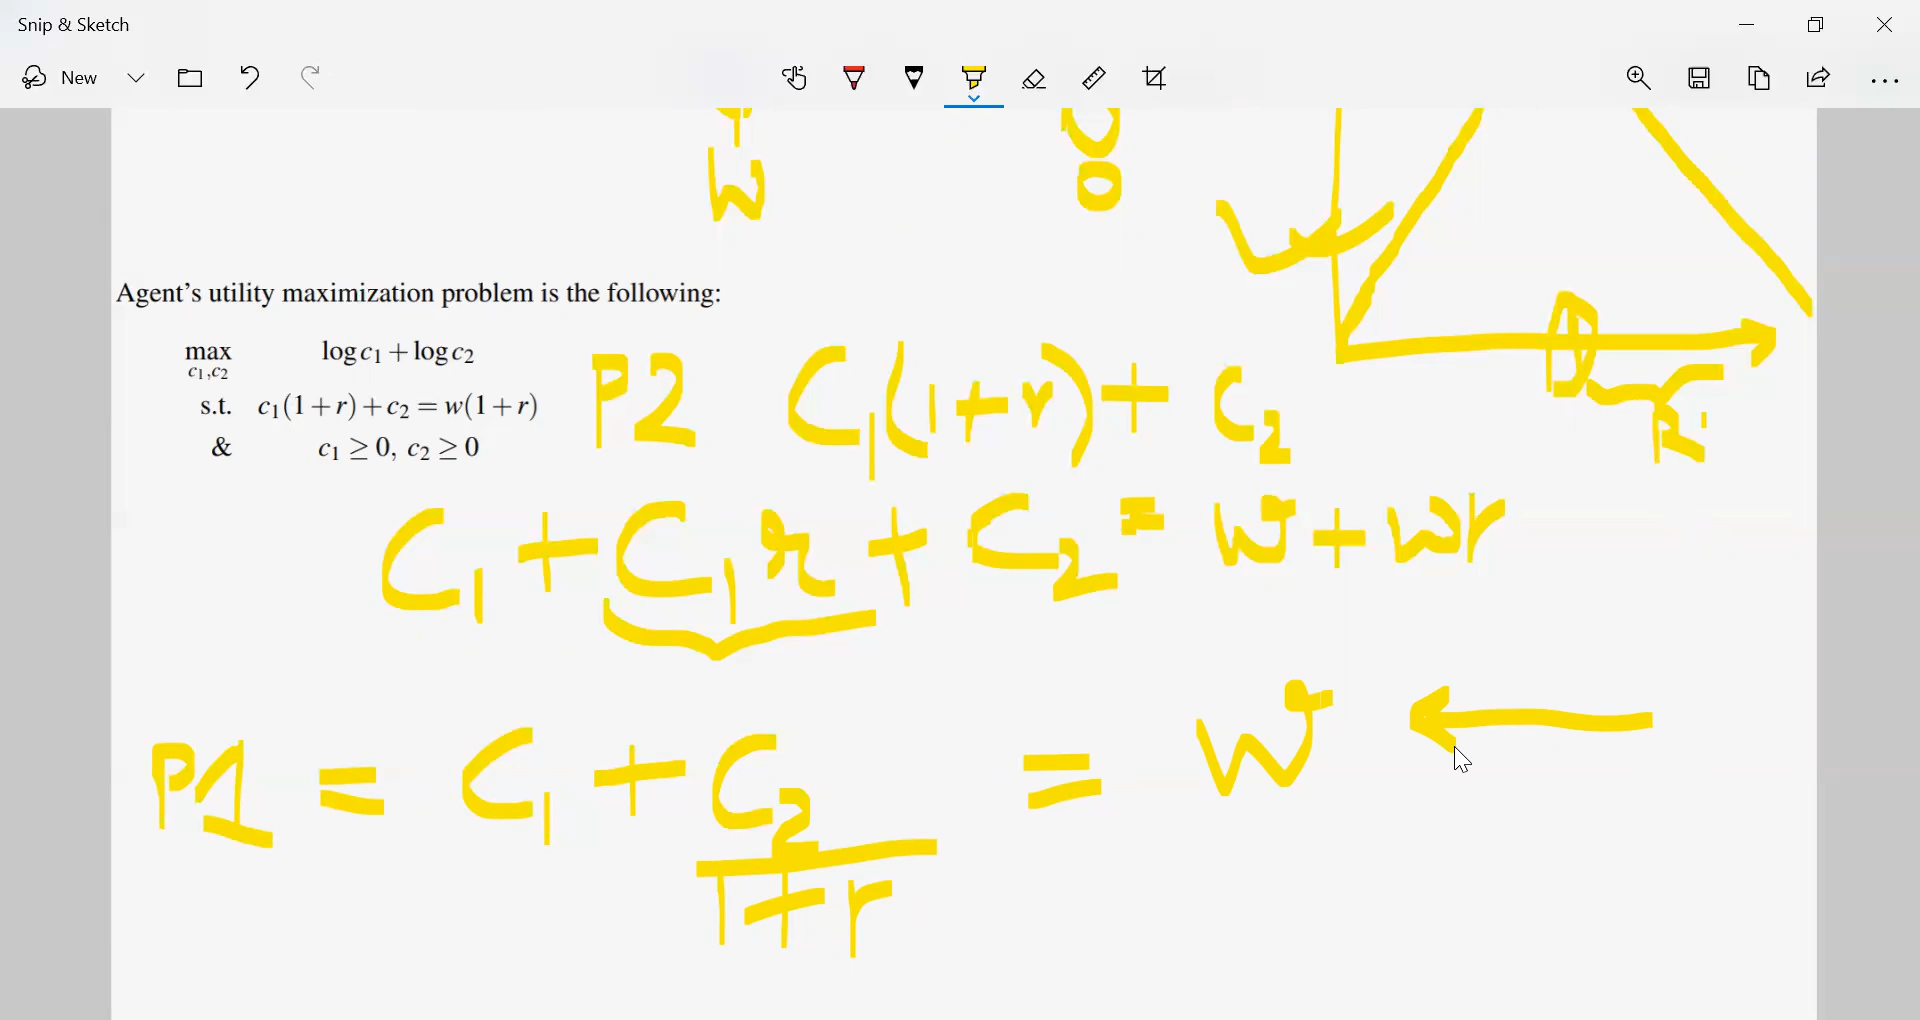 Snip & Sketch
New
w
Agent's utility maximization problem is the following:
max log c₁ + log c₂
c₁,c₂
s.t. c₁(1+r)+c₂ = w(1+r)
& c₁ ≥ 0, c₂ ≥ 0
P2 C₁(1+r)+ C₂
C₁ + C₁r + C₂ = w + wr
P1 = C₁ + C₂ = w
1+r